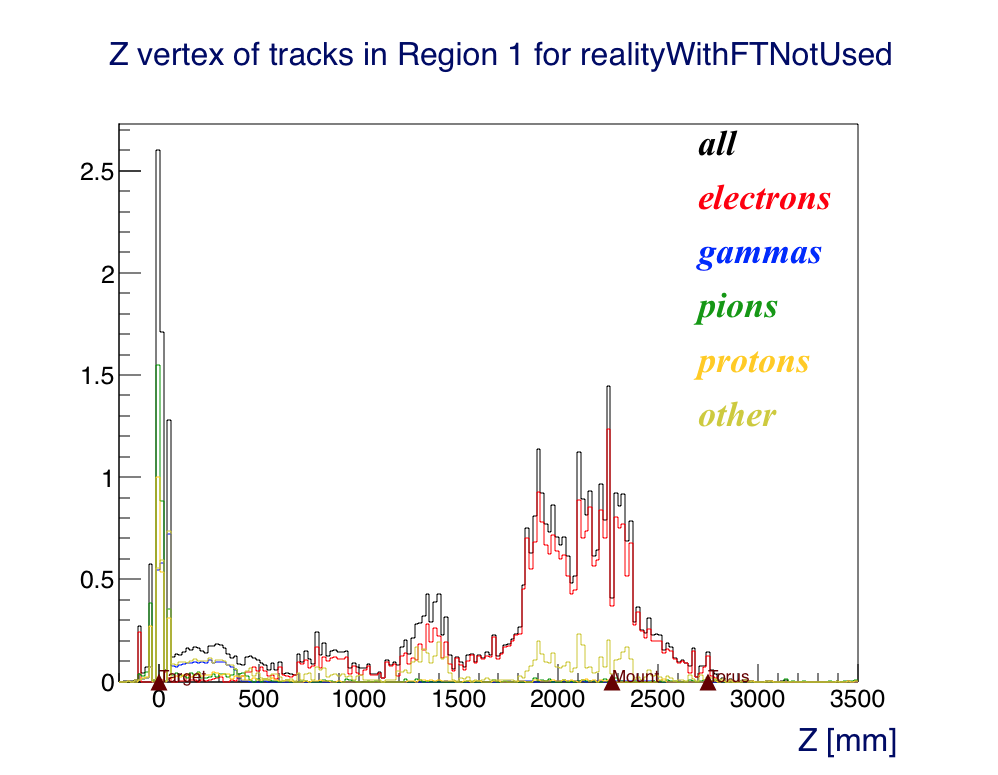 Z vertex of tracks in Region 1 for realityWithFTNotUsed
all
electrons
gammas
pions
protons
other
2.5
2
1.5
1
0.5
0
Target
Mount
Torus
0 500 1000 1500 2000 2500 3000 3500
Z [mm]